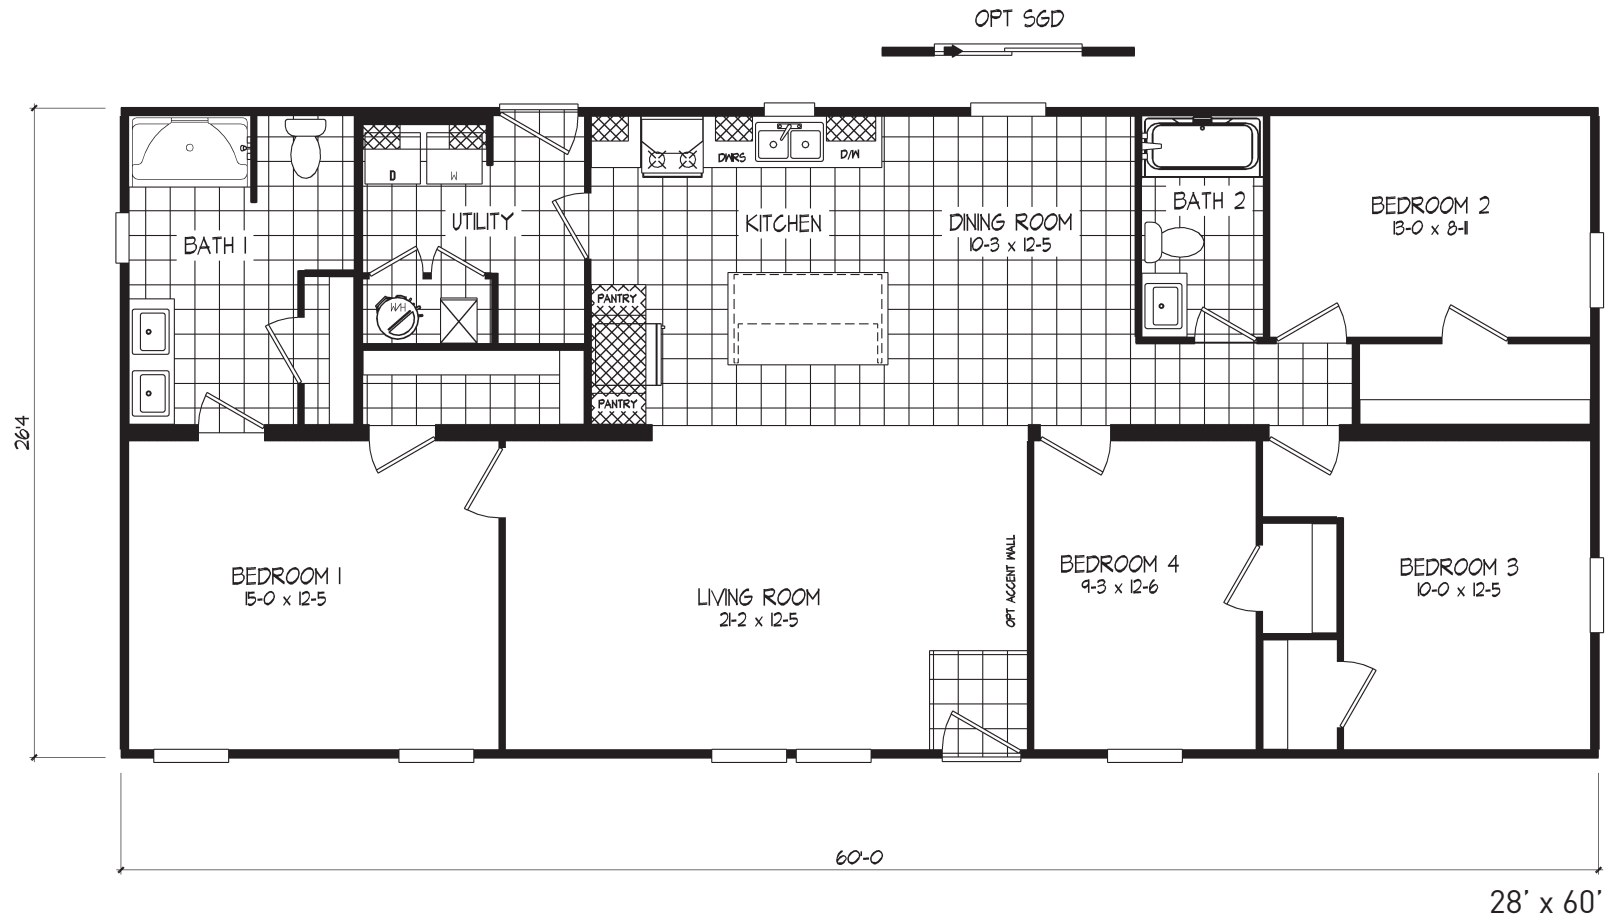 OPT SGD
DWRS
D/W
D
W
UTILITY
KITCHEN
DINING ROOM
10-3 x 12-5
BATH 2
BEDROOM 2
13-0 x 8-11
BATH 1
W/H
PANTRY
PANTRY
26'4
BEDROOM 1
15-0 x 12-5
LIVING ROOM
21-2 x 12-5
OPT ACCENT WALL
BEDROOM 4
9-3 x 12-6
BEDROOM 3
10-0 x 12-5
60'-0
28' x 60'